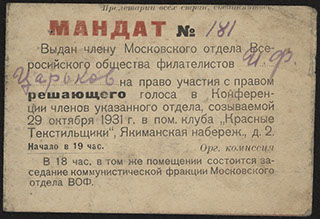 Пролетарии всех стран, соединяйтесь!
МАНДАТ № 181
Выдан члену Московского отдела Все-
российского общества филателистов И. Ф.
Царьков на право участия с правом
решающего голоса в Конферен-
ции членов указанного отдела, созываемой
29 октября 1931 г. в пом. клуба „Красные
Текстильщики", Якиманская набереж., д. 2.
Начало в 19 час. Орг. комиссия
В 18 час. в том же помещении состоится за-
седание коммунистической фракции Московского
отдела ВОФ.